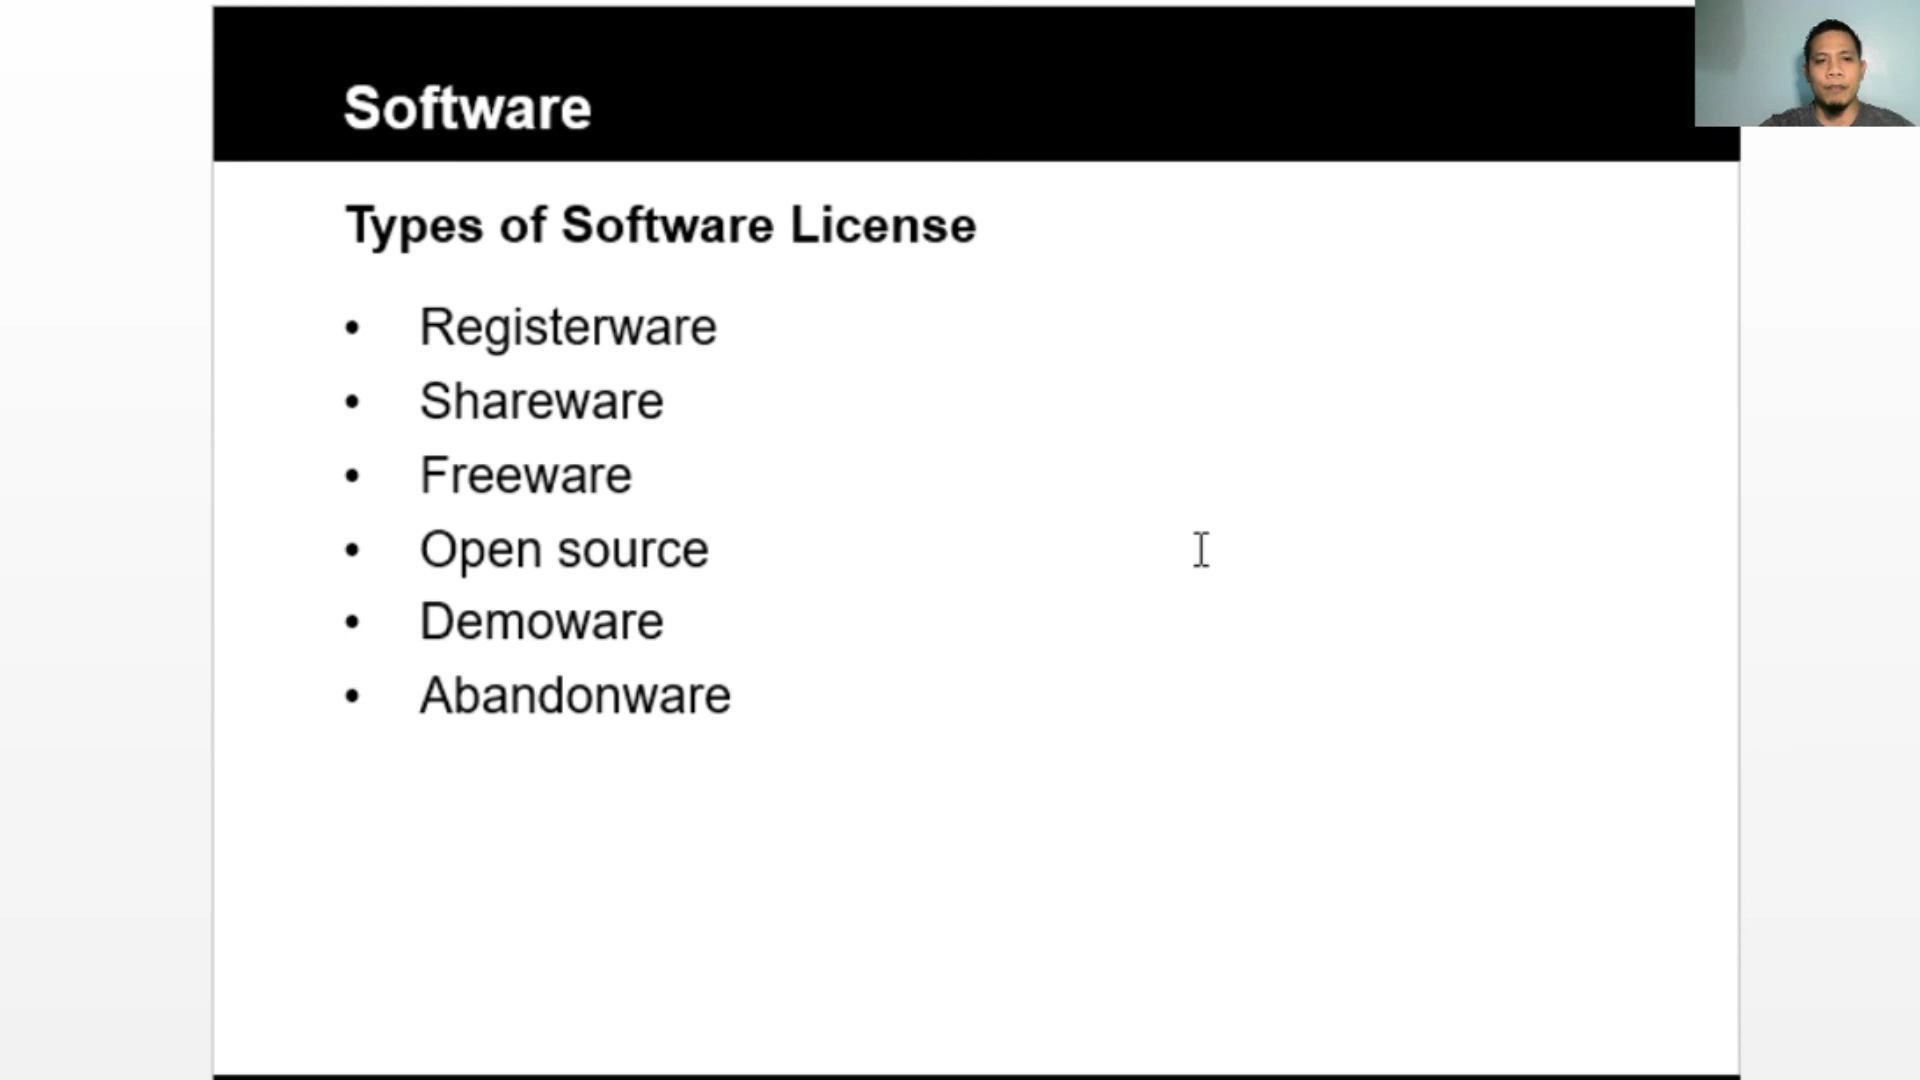 Software
Types of Software License
• Registerware
• Shareware
• Freeware
• Open source
• Demoware
• Abandonware